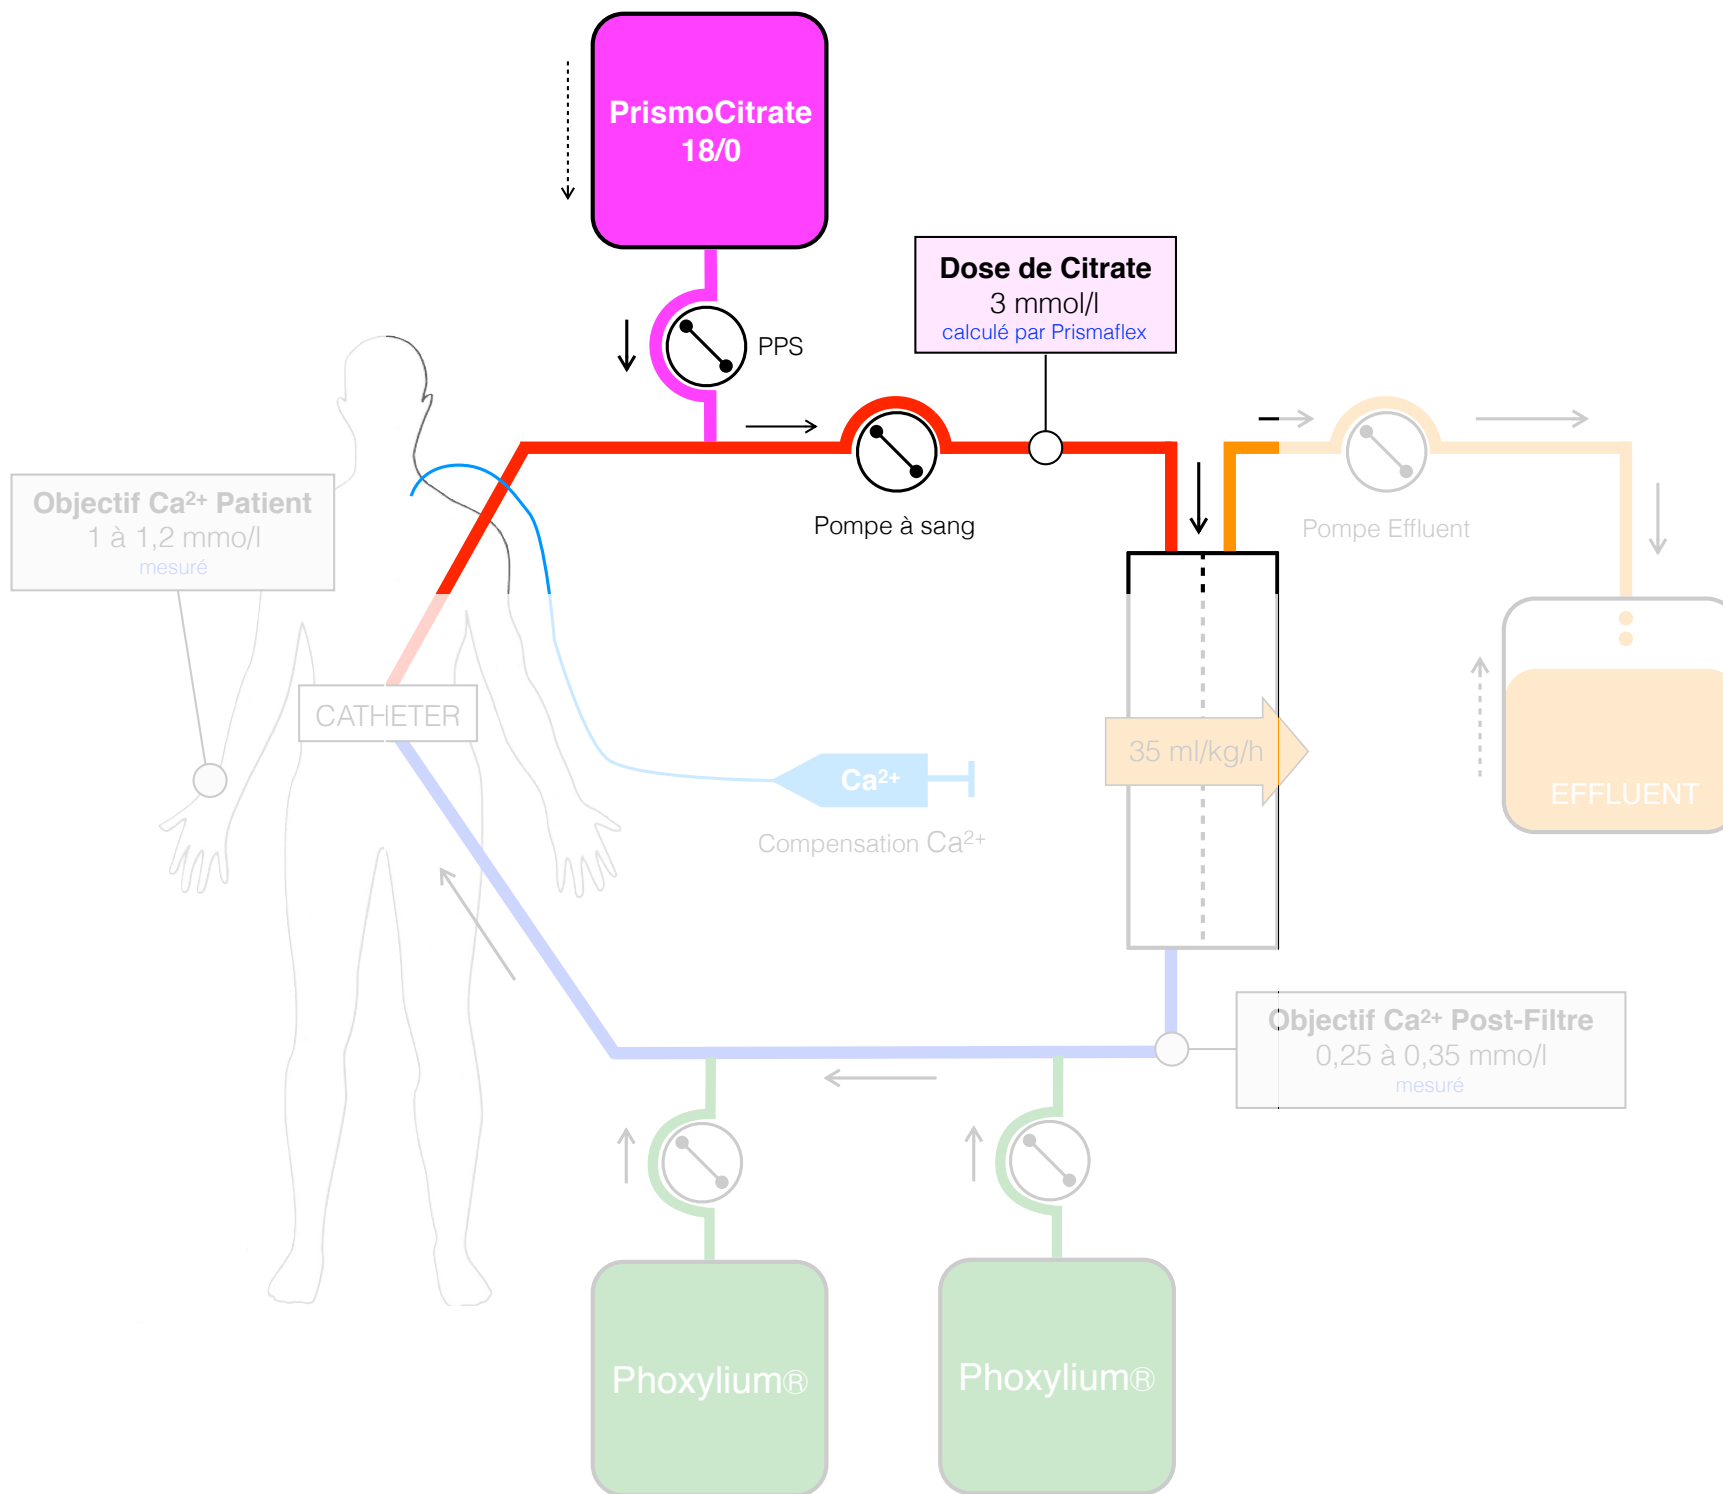 PrismoCitrate
18/0
Dose de Citrate
3 mmol/l
calculé par Prismaflex
PPS
Pompe à sang
Pompe Effluent
Objectif Ca²⁺ Patient
1 à 1,2 mmo/l
mesuré
CATHETER
Ca²⁺
Compensation Ca²⁺
35 ml/kg/h
EFFLUENT
Objectif Ca²⁺ Post-Filtre
0,25 à 0,35 mmo/l
mesuré
Phoxylium®
Phoxylium®